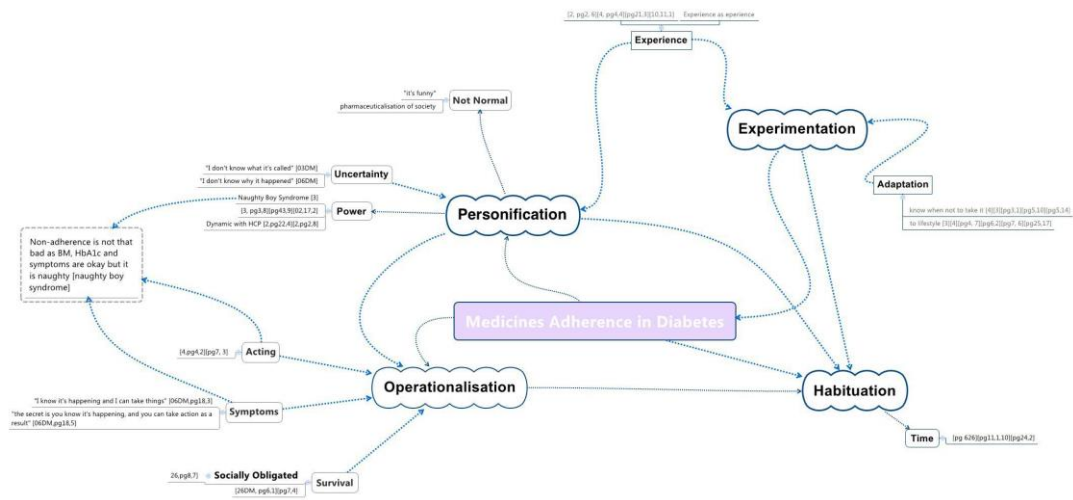 [2, pg2, 6][4, pg4,4][pg21,3][10,11,1]
Experience as eperience
Experience
"it's funny"
pharmaceuticalisation of society
Not Normal
Experimentation
"I don't know what it's called" [03DM]
"I don't know why it happened" [06DM]
Uncertainty
Adaptation
know when not to take it [4][3][pg3,1][pg5,10][pg5,14]
to lifestyle [3][4][pg4, 7][pg6,2][pg7, 6][pg25,17]
Naughty Boy Syndrome [3]
[3, pg3,8][pg43,9][02,17,2]
Dynamic with HCP [2,pg22,4][2,pg2,8]
Power
Personification
Non-adherence is not that
bad as BM, HbA1c and
symptoms are okay but it
is naughty [naughty boy
syndrome]
Medicines Adherence in Diabetes
[4,pg4,2][pg7, 3]
Acting
Operationalisation
Habituation
"I know it's happening and I can take things" [06DM,pg18,3]
"the secret is you know it's happening, and you can take action as a
result" [06DM,pg18,5]
Symptoms
Time
[pg 626][pg11,1,10][pg24,2]
26,pg8,7]
Socially Obligated
[26DM, pg6,1][pg7,4]
Survival